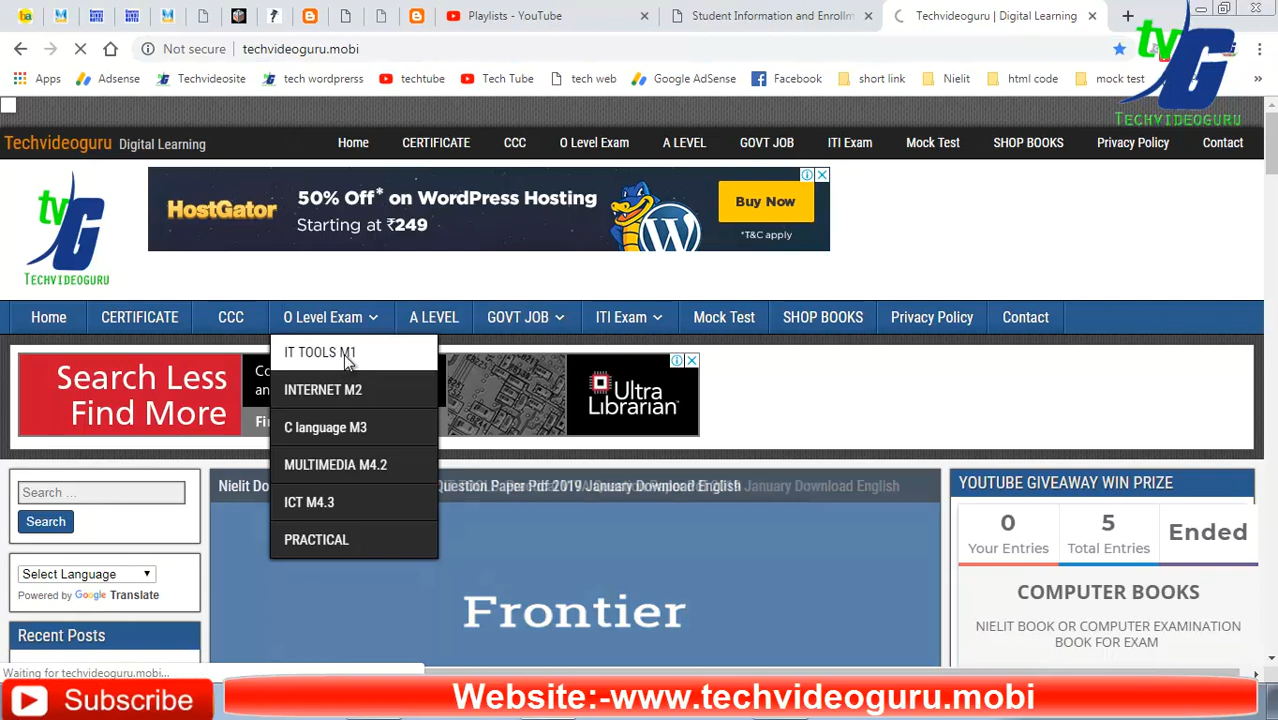 Playlists - YouTube
Student Information and Enrollm
Techvideoguru | Digital Learning
Not secure
techvideoguru.mobi
Apps
Adsense
Techvideosite
tech wordprerss
techtube
Tech Tube
tech web
Google AdSense
Facebook
short link
Nielit
html code
mock test
»
tvG
TECHVIDEOGURU
Techvideoguru Digital Learning
Home
CERTIFICATE
CCC
O Level Exam
A LEVEL
GOVT JOB
ITI Exam
Mock Test
SHOP BOOKS
Privacy Policy
Contact
tvG
TECHVIDEOGURU
HostGator
50% Off* on WordPress Hosting
Starting at ₹249
Buy Now
*T&C apply
Home
CERTIFICATE
CCC
O Level Exam
A LEVEL
GOVT JOB
ITI Exam
Mock Test
SHOP BOOKS
Privacy Policy
Contact
IT TOOLS M1
INTERNET M2
C language M3
MULTIMEDIA M4.2
ICT M4.3
PRACTICAL
Search Less
Find More
Ultra
Librarian
Search …
Search
Select Language
Powered by Google Translate
Recent Posts
Question Paper Pdf 2019 January Download English
January Download English
Frontier
YOUTUBE GIVEAWAY WIN PRIZE
0
Your Entries
5
Total Entries
Ended
COMPUTER BOOKS
NIELIT BOOK OR COMPUTER EXAMINATION
BOOK FOR EXAM
Waiting for techvideoguru.mobi...
Subscribe
Website:-www.techvideoguru.mobi